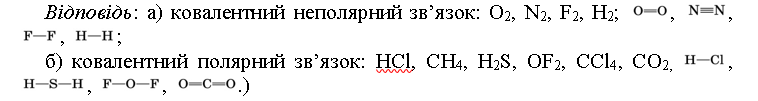 Відповідь: а) ковалентний неполярний зв’язок: O₂, N₂, F₂, H₂; O=O, N≡N,
F–F, H–H;
б) ковалентний полярний зв’язок: HCl, CH₄, H₂S, OF₂, CCl₄, CO₂, H–Cl,
H–S–H, F–O–F, O=C=O.)